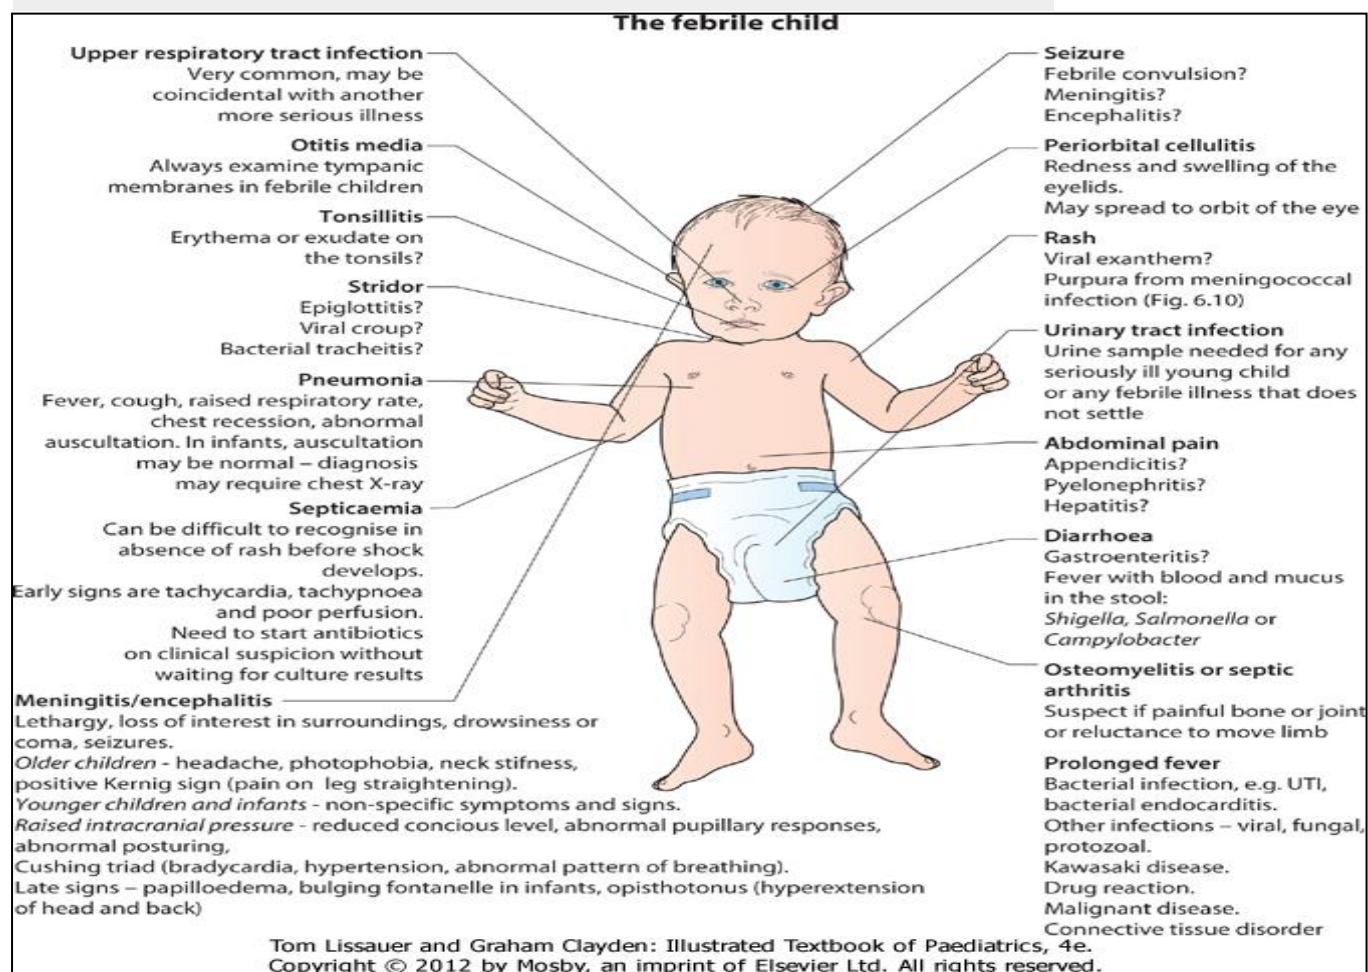 The febrile child
Upper respiratory tract infection
Very common, may be
coincidental with another
more serious illness
Otitis media
Always examine tympanic
membranes in febrile children
Tonsillitis
Erythema or exudate on
the tonsils?
Stridor
Epiglottitis?
Viral croup?
Bacterial tracheitis?
Pneumonia
Fever, cough, raised respiratory rate,
chest recession, abnormal
auscultation. In infants, auscultation
may be normal – diagnosis
may require chest X-ray
Septicaemia
Can be difficult to recognise in
absence of rash before shock
develops.
Early signs are tachycardia, tachypnoea
and poor perfusion.
Need to start antibiotics
on clinical suspicion without
waiting for culture results
Meningitis/encephalitis
Lethargy, loss of interest in surroundings, drowsiness or
coma, seizures.
Older children - headache, photophobia, neck stifness,
positive Kernig sign (pain on leg straightening).
Younger children and infants - non-specific symptoms and signs.
Raised intracranial pressure - reduced concious level, abnormal pupillary responses,
abnormal posturing,
Cushing triad (bradycardia, hypertension, abnormal pattern of breathing).
Late signs – papilloedema, bulging fontanelle in infants, opisthotonus (hyperextension
of head and back)
Seizure
Febrile convulsion?
Meningitis?
Encephalitis?
Periorbital cellulitis
Redness and swelling of the
eyelids.
May spread to orbit of the eye
Rash
Viral exanthem?
Purpura from meningococcal
infection (Fig. 6.10)
Urinary tract infection
Urine sample needed for any
seriously ill young child
or any febrile illness that does
not settle
Abdominal pain
Appendicitis?
Pyelonephritis?
Hepatitis?
Diarrhoea
Gastroenteritis?
Fever with blood and mucus
in the stool:
Shigella, Salmonella or
Campylobacter
Osteomyelitis or septic
arthritis
Suspect if painful bone or joint
or reluctance to move limb
Prolonged fever
Bacterial infection, e.g. UTI,
bacterial endocarditis.
Other infections – viral, fungal,
protozoal.
Kawasaki disease.
Drug reaction.
Malignant disease.
Connective tissue disorder
Tom Lissauer and Graham Clayden: Illustrated Textbook of Paediatrics, 4e.
Copyright © 2012 by Mosby, an imprint of Elsevier Ltd. All rights reserved.